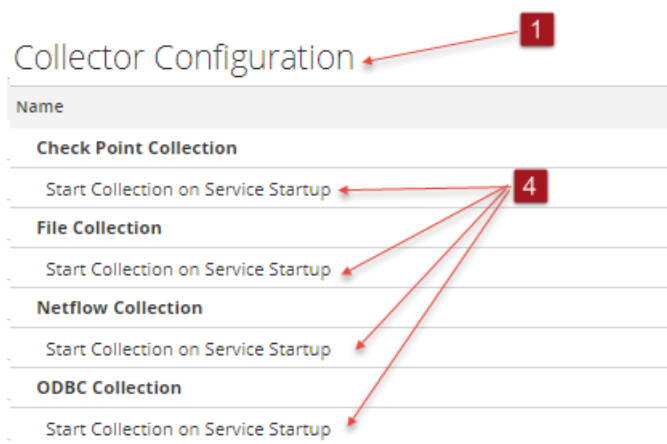 1
Collector Configuration
Name
Check Point Collection
Start Collection on Service Startup
4
File Collection
Start Collection on Service Startup
Netflow Collection
Start Collection on Service Startup
ODBC Collection
Start Collection on Service Startup